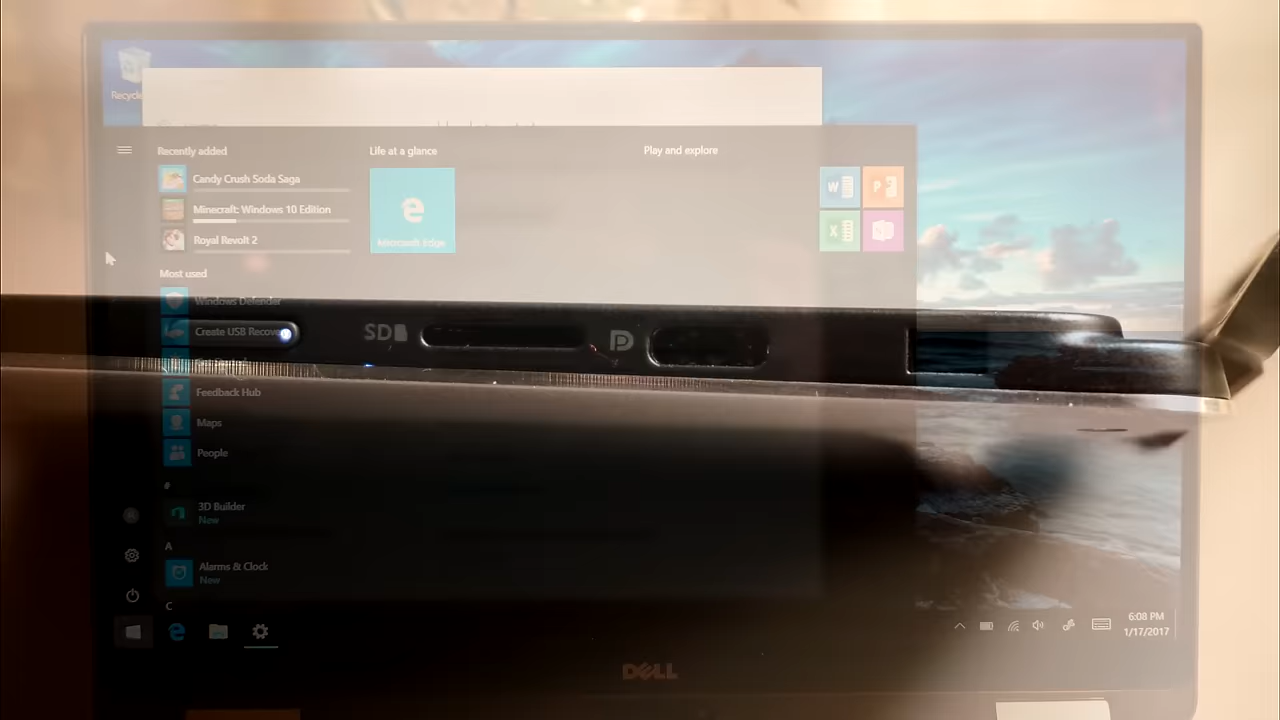 Recycle
Recently added
Life at a glance
Play and explore
Candy Crush Soda Saga
Minecraft: Windows 10 Edition
Royal Revolt 2
Microsoft Edge
Most used
Windows Defender
Create USB Recove
SD
Feedback Hub
Maps
People
#
3D Builder
New
A
Alarms & Clock
New
C
6:08 PM
1/17/2017
DELL